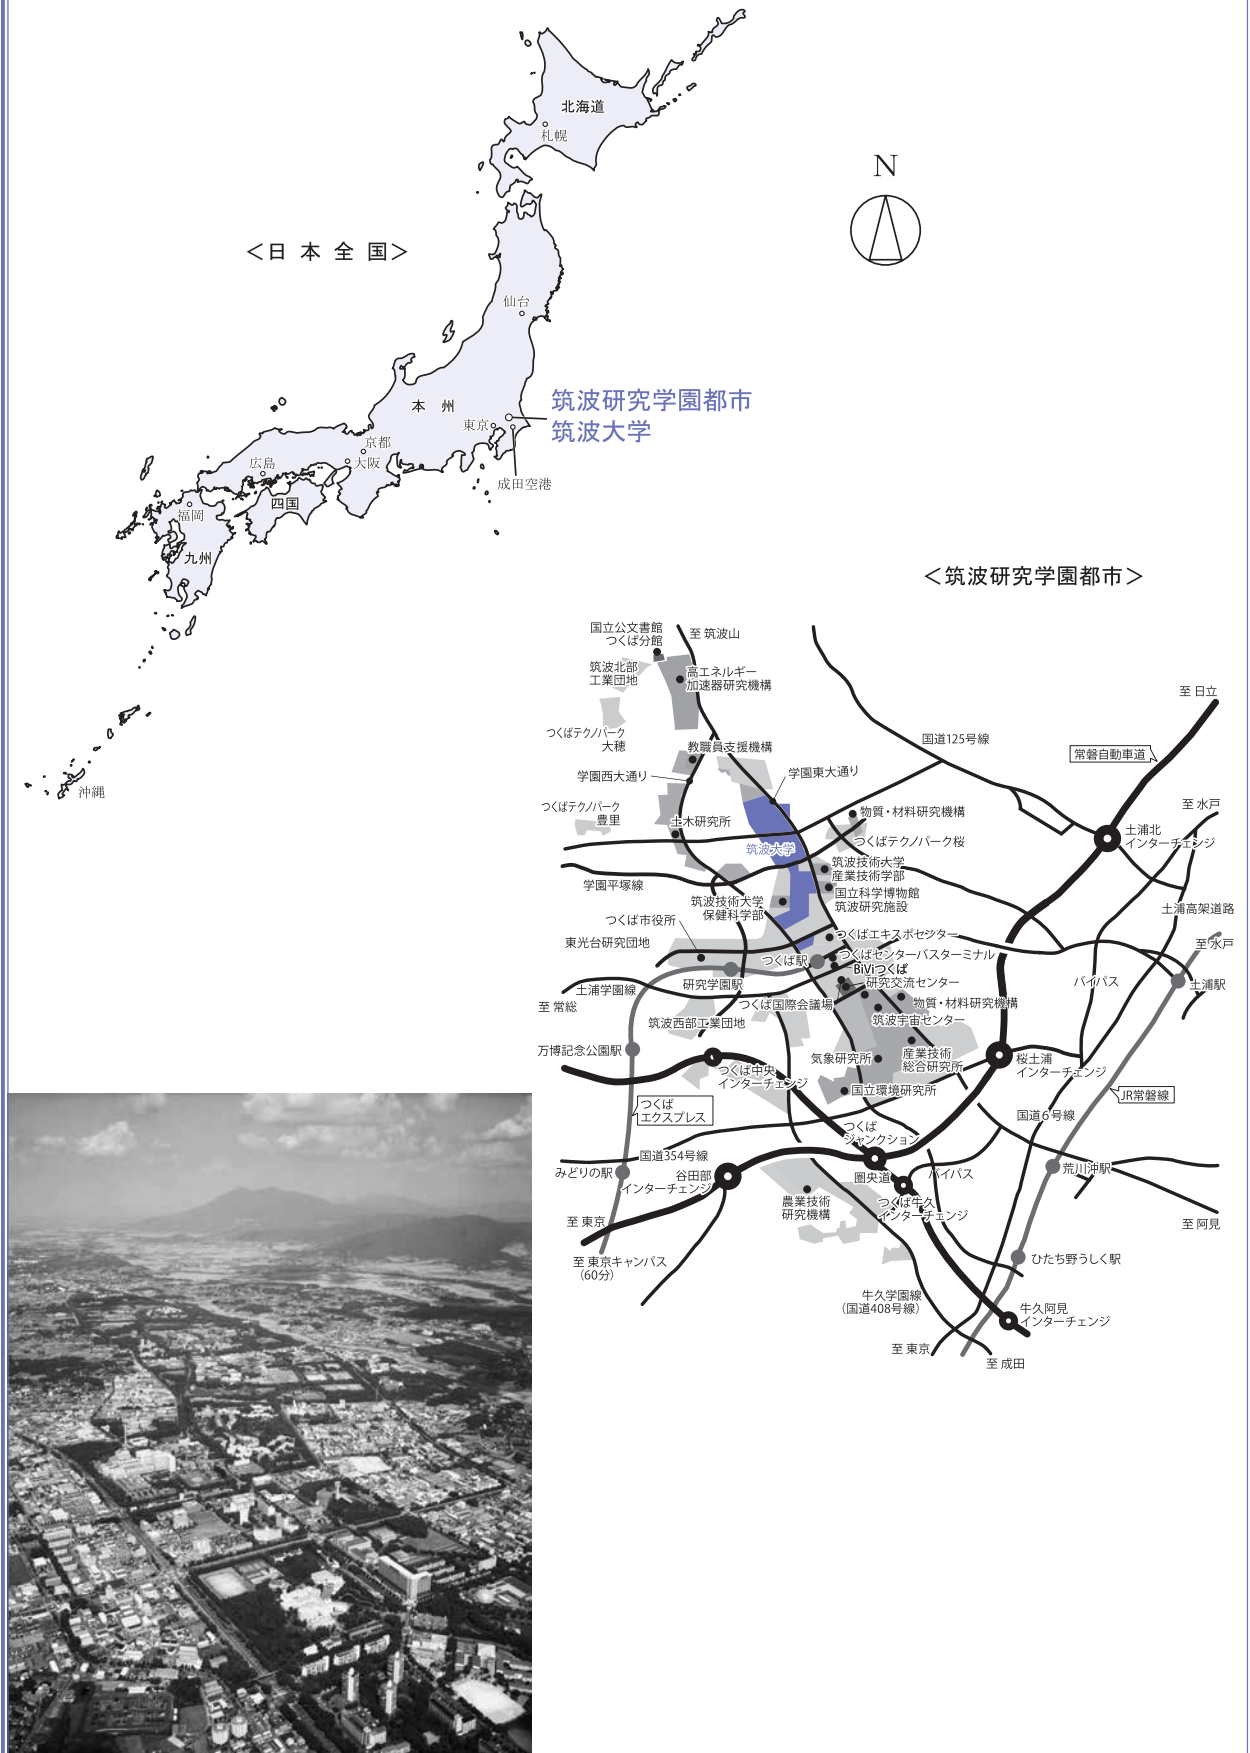 北海道
札幌
N
＜日本全国＞
仙台
筑波研究学園都市
筑波大学
本州
東京
京都
大阪
広島
成田空港
四国
福岡
九州
沖縄
＜筑波研究学園都市＞
国立公文書館
つくば分館
至 筑波山
筑波北部
工業団地
高エネルギー
加速器研究機構
至 日立
つくばテクノパーク
大穂
教職員支援機構
国道125号線
常磐自動車道
学園西大通り
学園東大通り
つくばテクノパーク
豊里
土木研究所
物質・材料研究機構
至 水戸
筑波大学
つくばテクノパーク桜
土浦北
インターチェンジ
学園平塚線
筑波技術大学
産業技術学部
国立科学博物館
筑波研究施設
筑波技術大学
保健科学部
土浦高架道路
つくば市役所
東光台研究団地
つくばエキスポセンター
至 水戸
つくば駅
つくばセンターバスターミナル
BiViつくば
研究学園駅
研究交流センター
バイパス
土浦駅
土浦学園線
至 常総
つくば国際会議場
物質・材料研究機構
筑波西部工業団地
筑波宇宙センター
万博記念公園駅
気象研究所
産業技術
総合研究所
桜土浦
インターチェンジ
つくば中央
インターチェンジ
国立環境研究所
JR常磐線
つくば
エクスプレス
国道6号線
つくば
ジャンクション
国道354号線
みどりの駅
谷田部
インターチェンジ
圏央道
バイパス
荒川沖駅
農業技術
研究機構
つくば牛久
インターチェンジ
至 東京
至 阿見
至 東京キャンパス
（60分）
ひたち野うしく駅
牛久学園線
（国道408号線）
牛久阿見
インターチェンジ
至 東京
至 成田